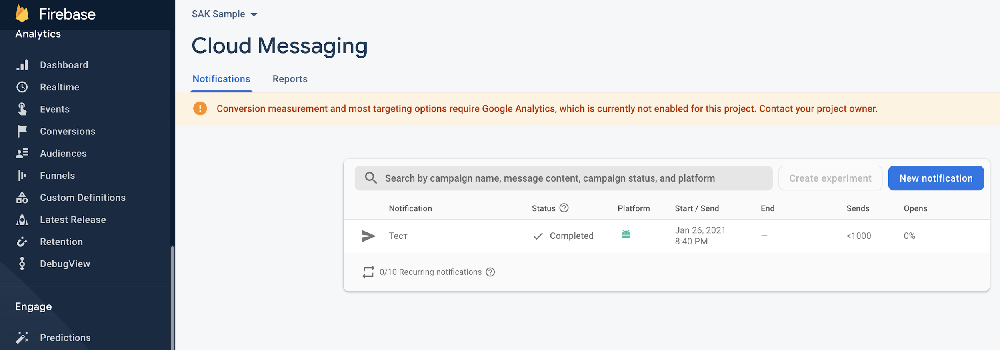 Firebase
Analytics
Dashboard
Realtime
Events
Conversions
Audiences
Funnels
Custom Definitions
Latest Release
Retention
DebugView
Engage
Predictions
SAK Sample
Cloud Messaging
Notifications Reports
Conversion measurement and most targeting options require Google Analytics, which is currently not enabled for this project. Contact your project owner.
Search by campaign name, message content, campaign status, and platform Create experiment New notification
Notification Status Platform Start / Send End Sends Opens
Тест Completed Jan 26, 2021 8:40 PM — <1000 0%
0/10 Recurring notifications